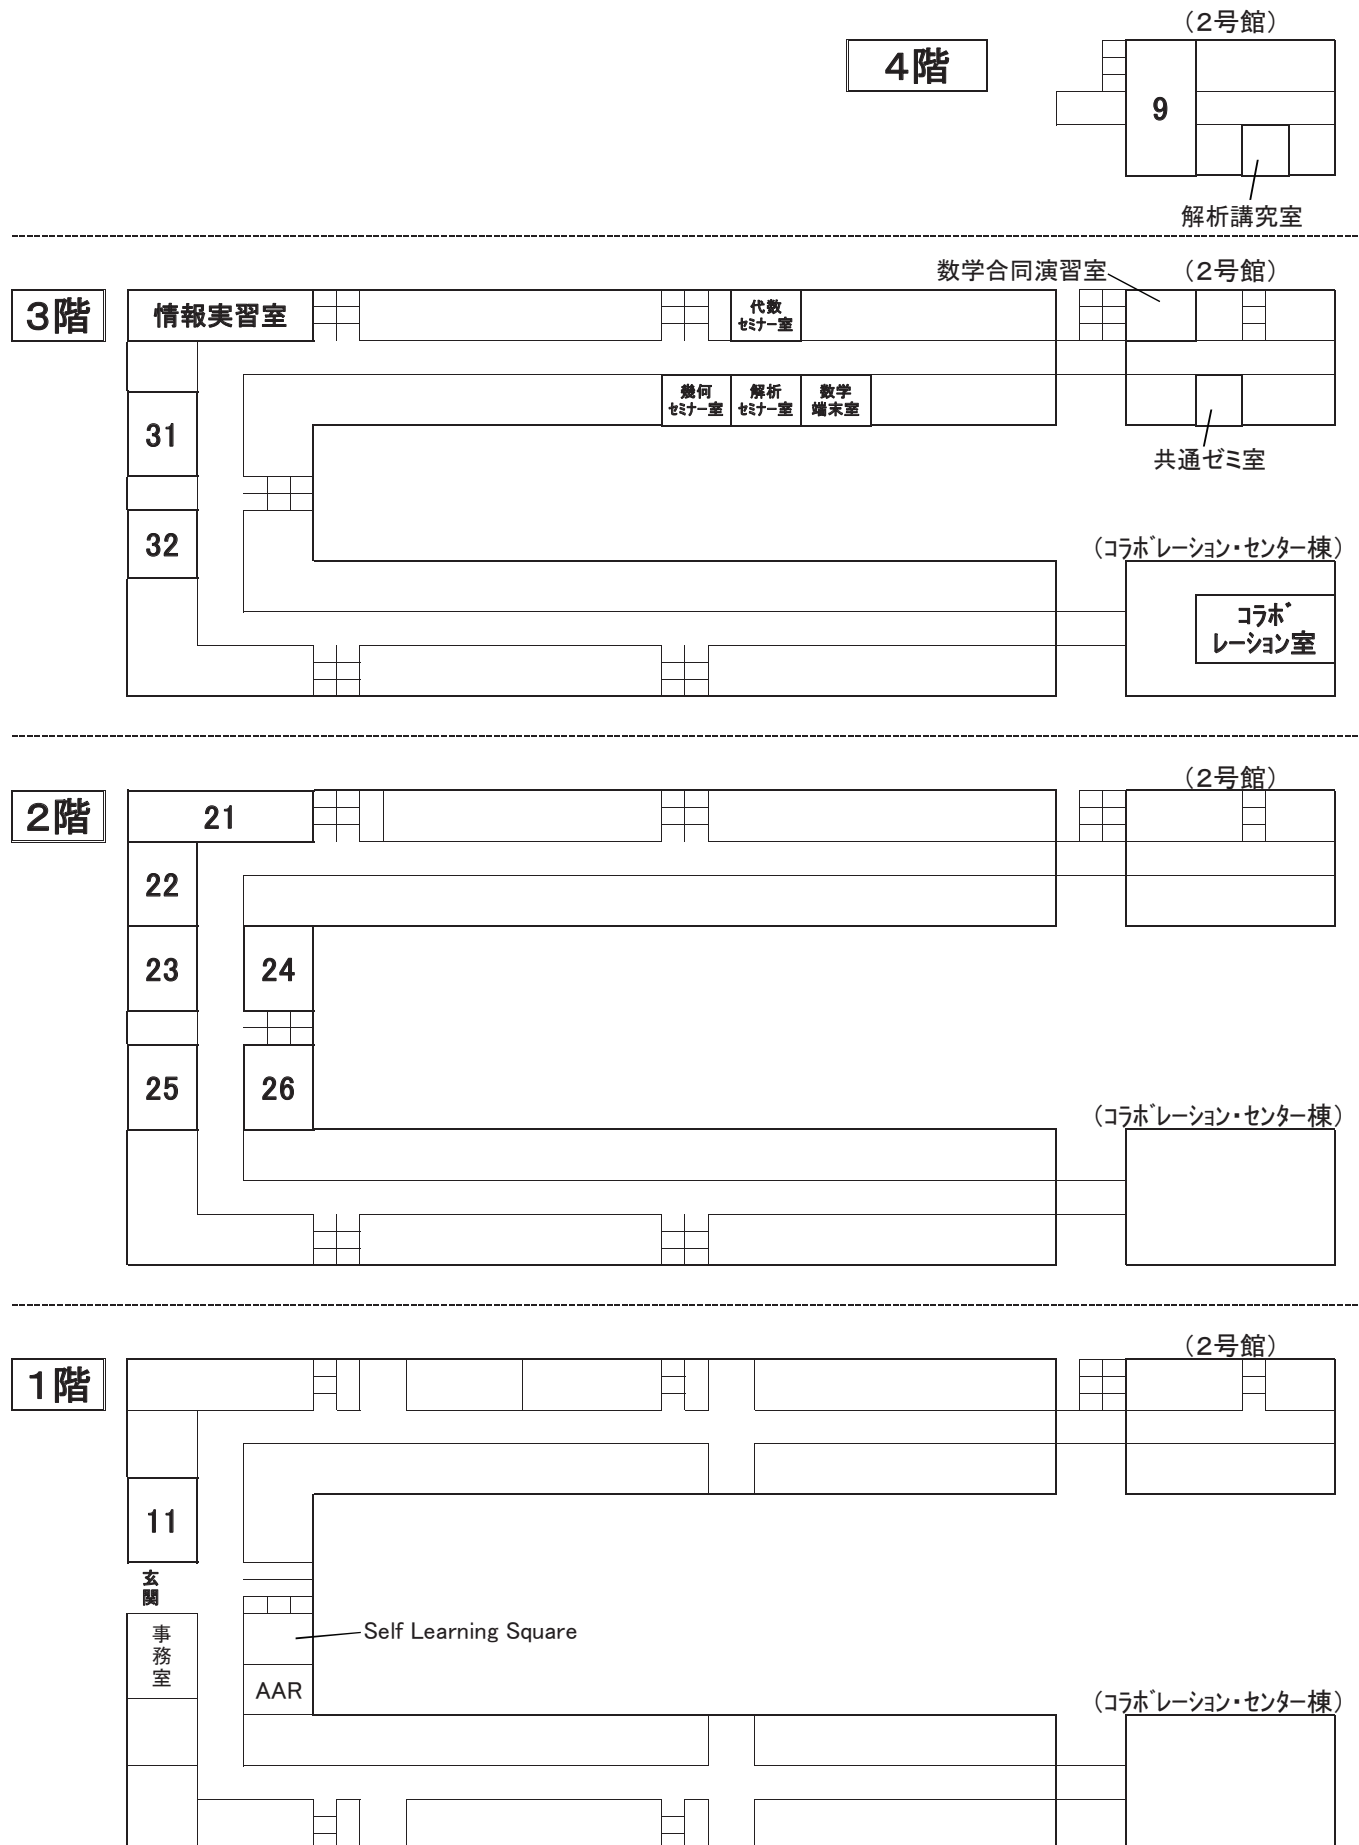 （2号館）
4階
9
解析講究室
数学合同演習室
（2号館）
3階
情報実習室
代数
ｾﾐﾅｰ室
幾何
ｾﾐﾅｰ室
解析
ｾﾐﾅｰ室
数学
端末室
31
共通ゼミ室
32
（ｺﾗﾎﾞﾚｰｼｮﾝ・ｾﾝﾀｰ棟）
ｺﾗﾎﾞ
ﾚｰｼｮﾝ室
（2号館）
2階
21
22
23
24
25
26
（ｺﾗﾎﾞﾚｰｼｮﾝ・ｾﾝﾀｰ棟）
（2号館）
1階
11
玄
関
事
務
室
Self Learning Square
AAR
（ｺﾗﾎﾞﾚｰｼｮﾝ・ｾﾝﾀｰ棟）